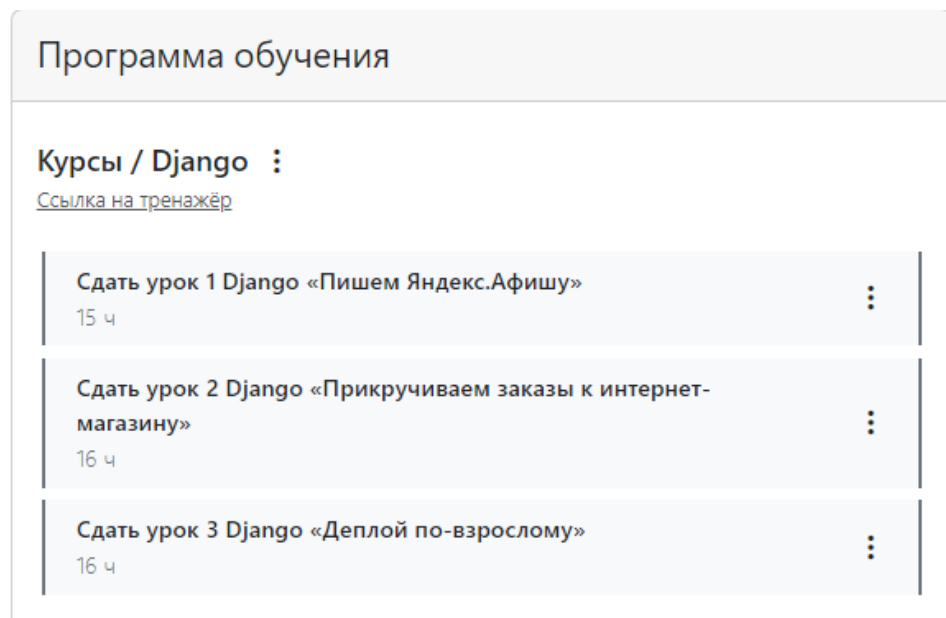 Программа обучения
Курсы / Django
Ссылка на тренажёр
Сдать урок 1 Django «Пишем Яндекс.Афишу»
15 ч
Сдать урок 2 Django «Прикручиваем заказы к интернет-
магазину»
16 ч
Сдать урок 3 Django «Деплой по-взрослому»
16 ч